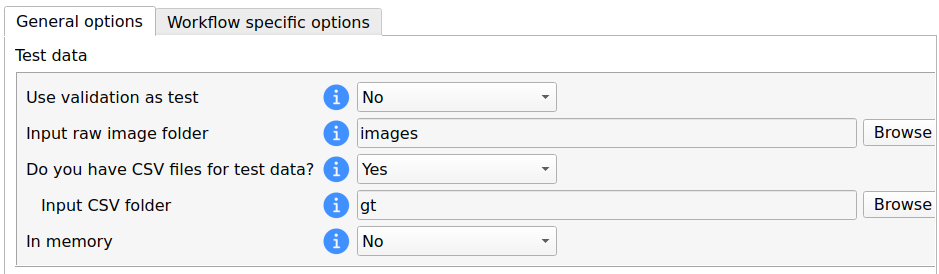 General options
Workflow specific options
Test data
Use validation as test
No
Input raw image folder
images
Browse
Do you have CSV files for test data?
Yes
Input CSV folder
gt
Browse
In memory
No